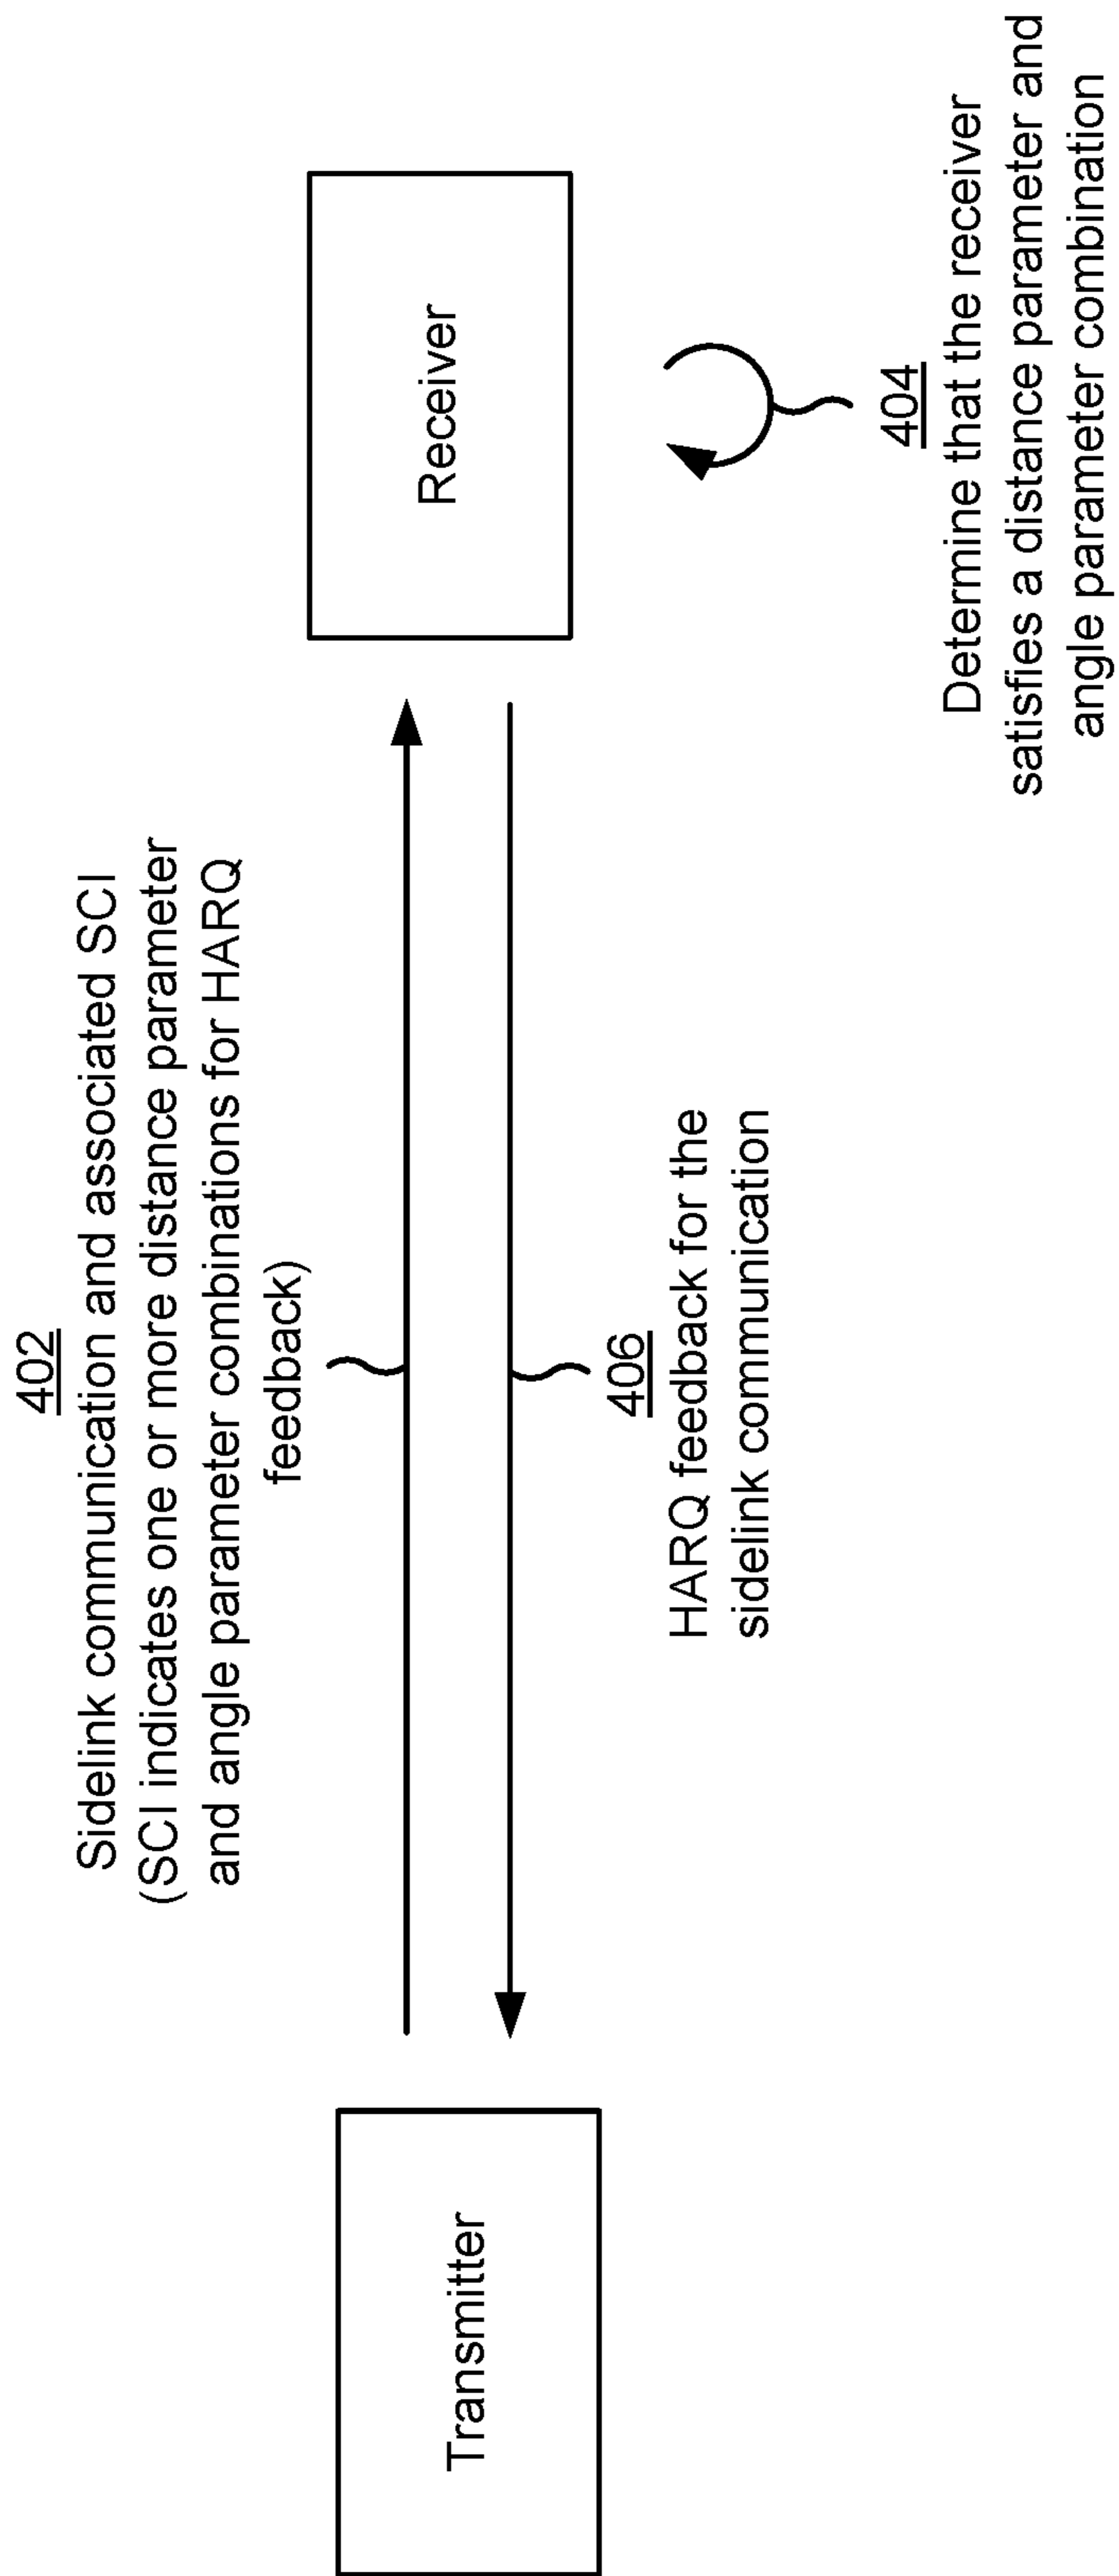 402
Sidelink communication and associated SCI
(SCI indicates one or more distance parameter
and angle parameter combinations for HARQ
feedback)
Transmitter
Receiver
406
HARQ feedback for the
sidelink communication
404
Determine that the receiver
satisfies a distance parameter and
angle parameter combination